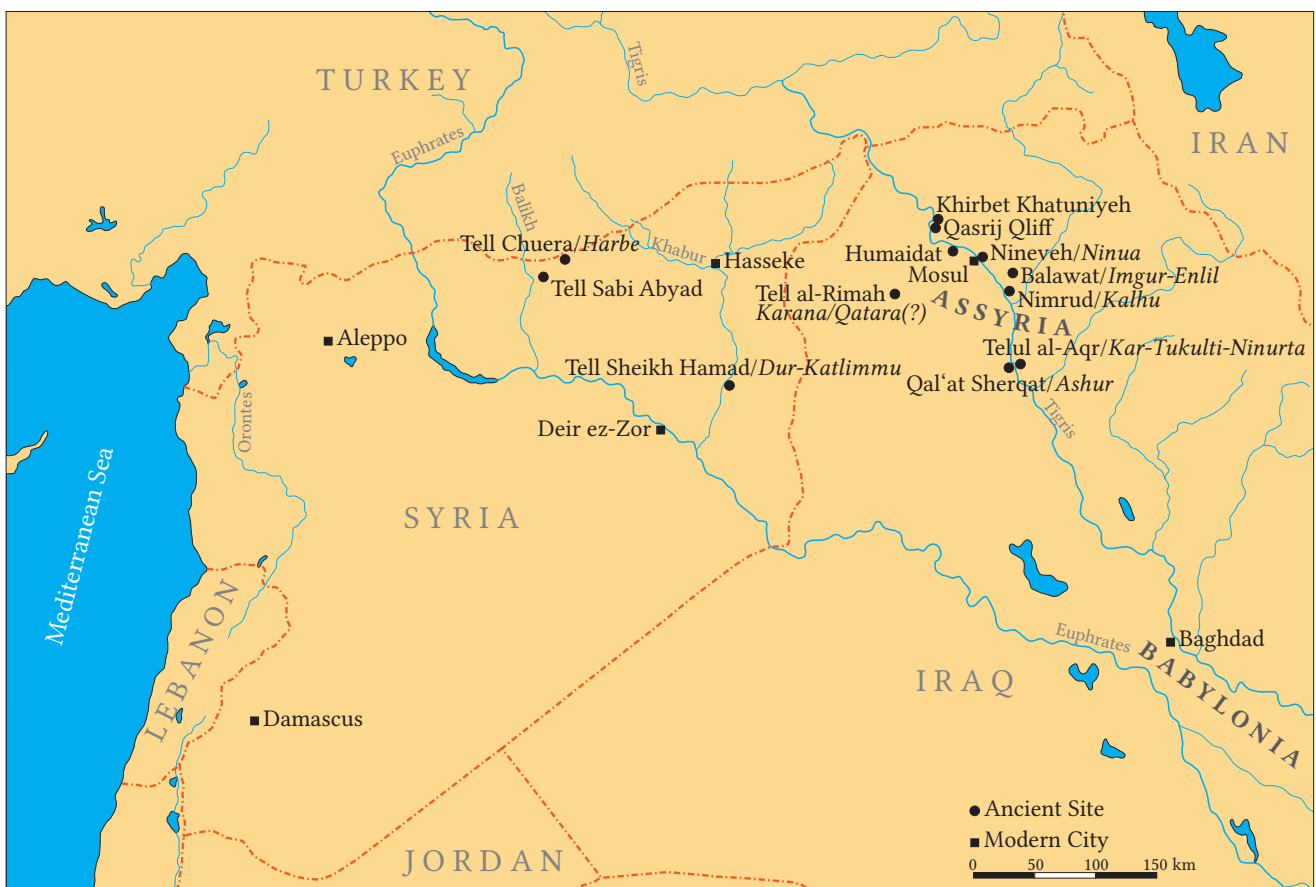 TURKEY
Tigris
IRAN
Euphrates
Balikh
Khabur
Khirbet Khatuniyeh
Qasrij Qliff
Tell Chuera/Harbe
Hasseke
Humaidat
Nineveh/Ninua
Mosul
Balawat/Imgur-Enlil
Tell Sabi Abyad
Tell al-Rimah
Karana/Qatara(?)
Nimrud/Kalhu
ASSYRIA
Aleppo
Telul al-Aqr/Kar-Tukulti-Ninurta
Tell Sheikh Hamad/Dur-Katlimmu
Qal‘at Sherqat/Ashur
Orontes
Tigris
Deir ez-Zor
SYRIA
Mediterranean Sea
LEBANON
Euphrates
Baghdad
BABYLONIA
IRAQ
Damascus
JORDAN
Ancient Site
Modern City
0 50 100 150 km